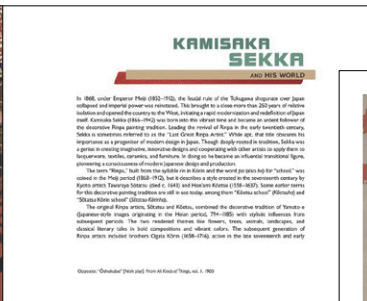 KAMISAKA
SEKKA
AND HIS WORLD
In 1868, under Emperor Meiji (1852–1912), the feudal rule of the Tokugawa shogunate over Japan
collapsed and imperial power was reinstated. This brought to a close more than 250 years of relative
isolation and opened the country to the West, initiating a rapid modernization and redefinition of Japan
itself. Kamisaka Sekka (1866–1942) was born into this vibrant time and became an ardent follower of
the decorative Rinpa painting tradition. Leading the revival of Rinpa in the early twentieth century,
Sekka is sometimes referred to as the "Last Great Rinpa Artist." While apt, that title obscures his
importance as a progenitor of modern design in Japan. Though deeply rooted in tradition, Sekka was
a genius in creating imaginative, innovative designs and cooperating with other artists to apply them to
lacquerware, textiles, ceramics, and furniture. In doing so he became an influential transitional figure,
pioneering a consciousness of modern Japanese design and production.
The term "Rinpa," built from the syllable rin in Kōrin and the word pa (also ha) for "school," was
coined in the Meiji period (1868–1912), but it describes a style created in the seventeenth century by
Kyoto artists Tawaraya Sōtatsu (died c. 1643) and Hon'ami Kōetsu (1558–1637). Some earlier terms
for this decorative painting tradition are still in use today, among them "Kōetsu school" (Kōetsuha) and
"Sōtatsu-Kōrin school" (Sōtatsu-Kōrinha).
The original Rinpa artists, Sōtatsu and Kōetsu, combined the decorative tradition of Yamato-e
(Japanese-style images originating in the Heian period, 794–1185) with stylistic influences from
subsequent periods. The two rendered themes like flowers, trees, animals, landscapes, and
classical literary tales in bold compositions and vibrant colors. The subsequent generation of
Rinpa artists included brothers Ogata Kōrin (1658–1716), active in the late seventeenth and early
Opposite: "Ōharakobō" [Noh play] From All Kinds of Things, vol. 1, 1903